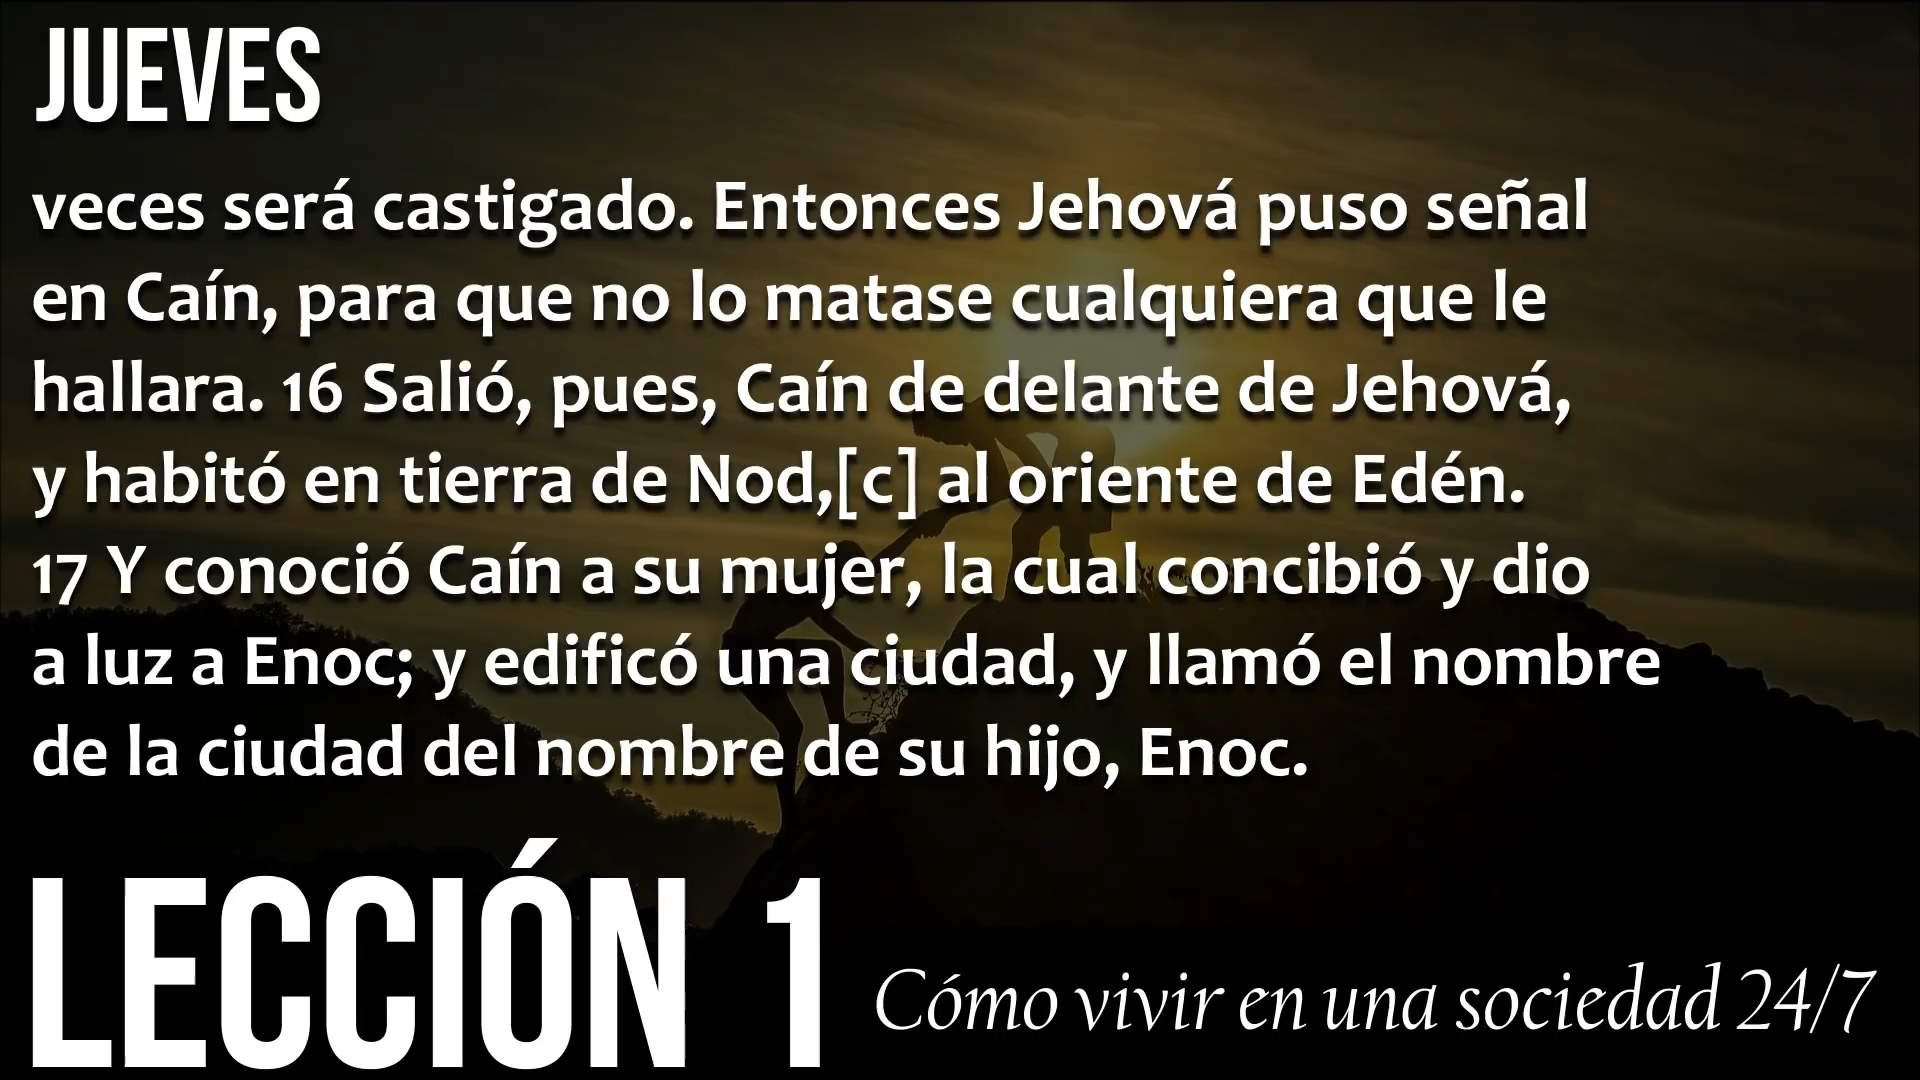 JUEVES
veces será castigado. Entonces Jehová puso señal
en Caín, para que no lo matase cualquiera que le
hallara. 16 Salió, pues, Caín de delante de Jehová,
y habitó en tierra de Nod,[c] al oriente de Edén.
17 Y conoció Caín a su mujer, la cual concibió y dio
a luz a Enoc; y edificó una ciudad, y llamó el nombre
de la ciudad del nombre de su hijo, Enoc.
LECCIÓN 1
Cómo vivir en una sociedad 24/7